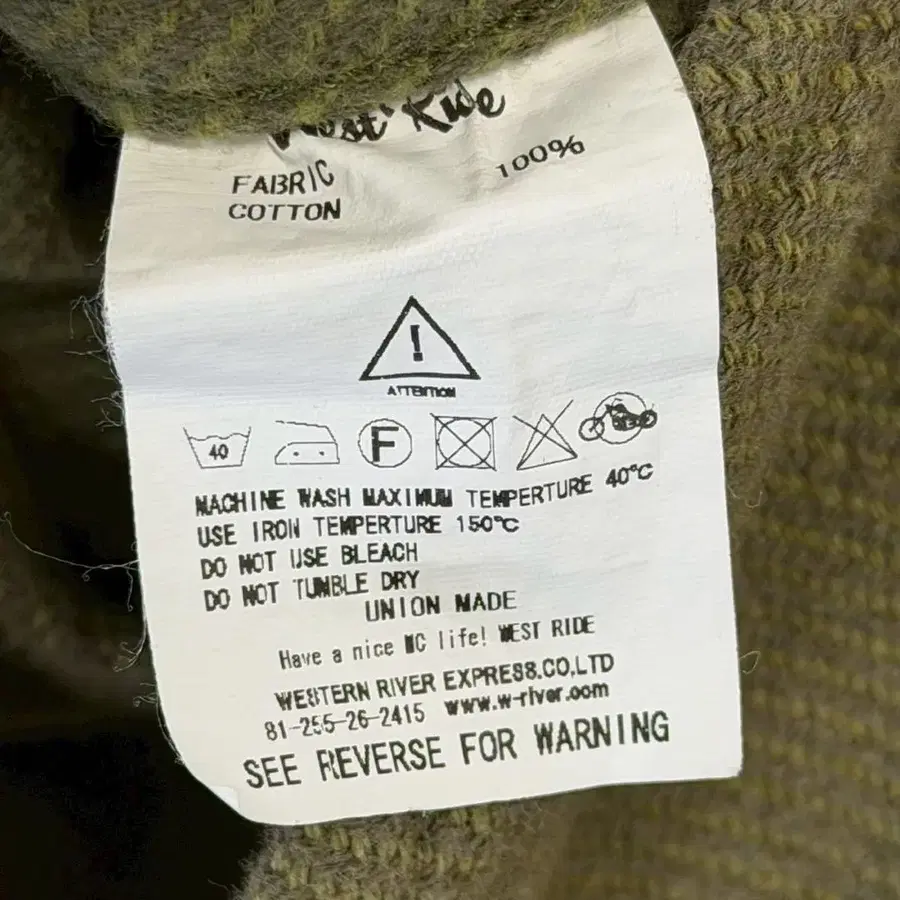 West Ride
FABRIC 100%
COTTON
!
ATTENTION
40
F
MACHINE WASH MAXIMUM TEMPERTURE 40°C
USE IRON TEMPERTURE 150°C
DO NOT USE BLEACH
DO NOT TUMBLE DRY
UNION MADE
Have a nice MC life! WEST RIDE
WESTERN RIVER EXPRESS.CO,LTD
81-255-26-2415 www.w-river.com
SEE REVERSE FOR WARNING